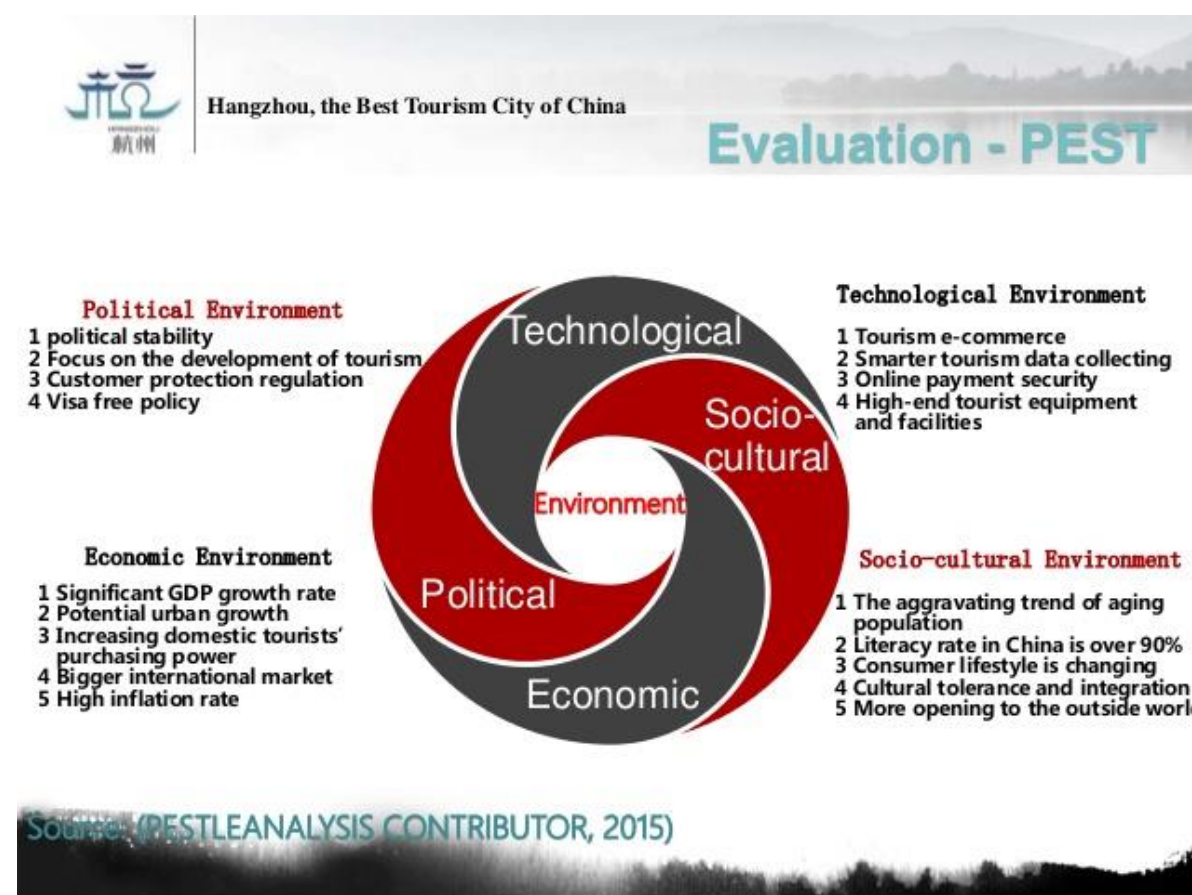 HANGZHOU
杭州
Hangzhou, the Best Tourism City of China
Evaluation - PEST
Political Environment
1 political stability
2 Focus on the development of tourism
3 Customer protection regulation
4 Visa free policy
Technological Environment
1 Tourism e-commerce
2 Smarter tourism data collecting
3 Online payment security
4 High-end tourist equipment
and facilities
Technological
Socio-
cultural
Environment
Political
Economic
Economic Environment
1 Significant GDP growth rate
2 Potential urban growth
3 Increasing domestic tourists'
purchasing power
4 Bigger international market
5 High inflation rate
Socio-cultural Environment
1 The aggravating trend of aging
population
2 Literacy rate in China is over 90%
3 Consumer lifestyle is changing
4 Cultural tolerance and integration
5 More opening to the outside worl
Source: (PESTLEANALYSIS CONTRIBUTOR, 2015)